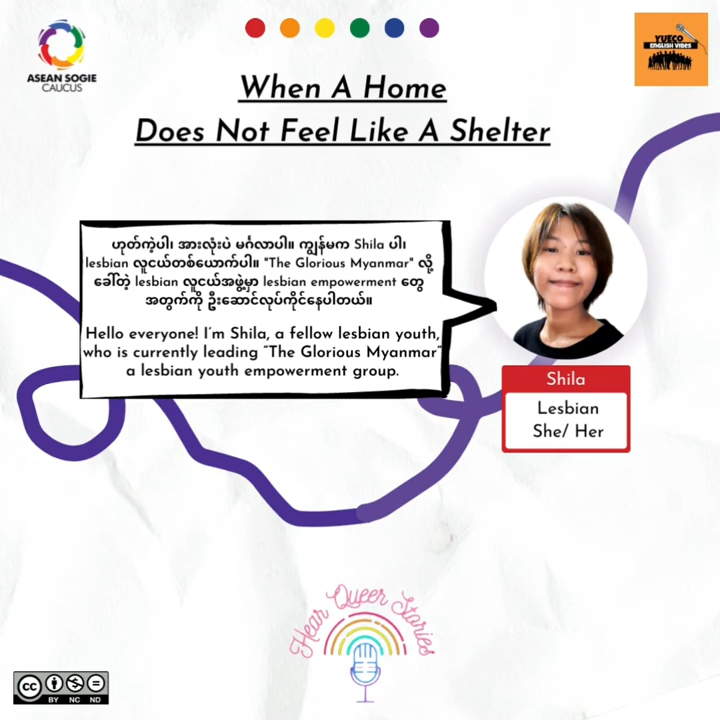 ASEAN SOGIE
CAUCUS
YUECO
ENGLISH VIBES
When A Home
Does Not Feel Like A Shelter
ဟုတ်ကဲ့ပါ၊ အားလုံးပဲ မင်္ဂလာပါ။ ကျွန်မက Shila ပါ၊
lesbian လူငယ်တစ်ယောက်ပါ။ "The Glorious Myanmar" လို့
ခေါ်တဲ့ lesbian လူငယ်အဖွဲ့မှာ lesbian empowerment တွေ
အတွက်ကို ဦးဆောင်လုပ်ကိုင်နေပါတယ်။
Hello everyone! I'm Shila, a fellow lesbian youth,
who is currently leading "The Glorious Myanmar"
a lesbian youth empowerment group.
Shila
Lesbian
She/ Her
Hear Queer Stories
cc
BY NC ND